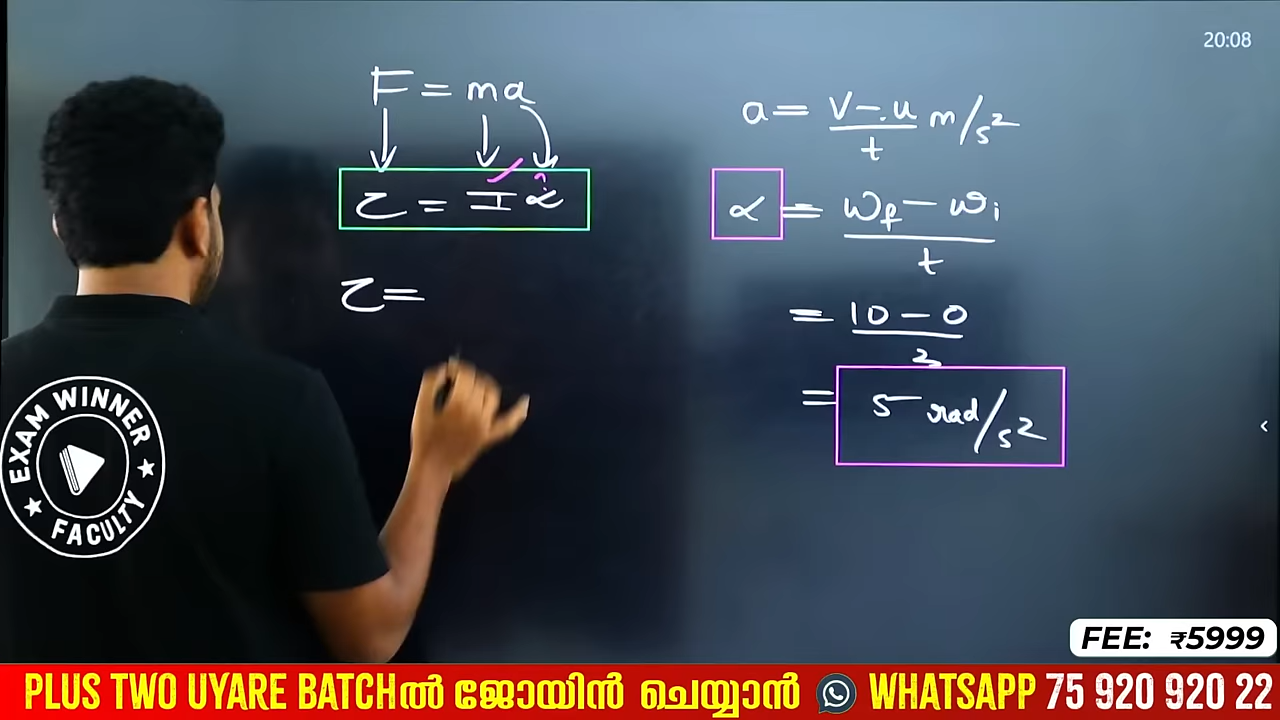 20:08
F = ma
τ = I α
τ =
a = v - u / t m/s²
α = ωf - ωi / t
= 10 - 0 / 2
= 5 rad/s²
EXAM WINNER FACULTY
FEE: ₹5999
PLUS TWO UYARE BATCHൽ ജോയിൻ ചെയ്യാൻ WHATSAPP 75 920 920 22